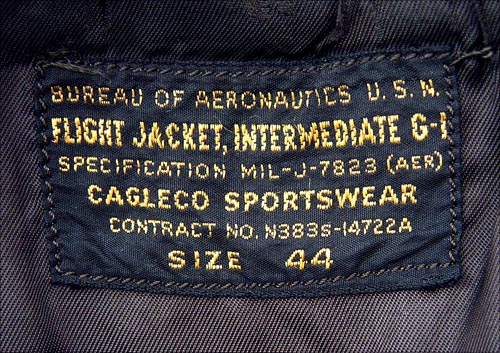 BUREAU OF AERONAUTICS U.S.N.
FLIGHT JACKET, INTERMEDIATE G-1
SPECIFICATION MIL-J-7823 (AER)
CAGLECO SPORTSWEAR
CONTRACT NO. N383s-14722A
SIZE 44